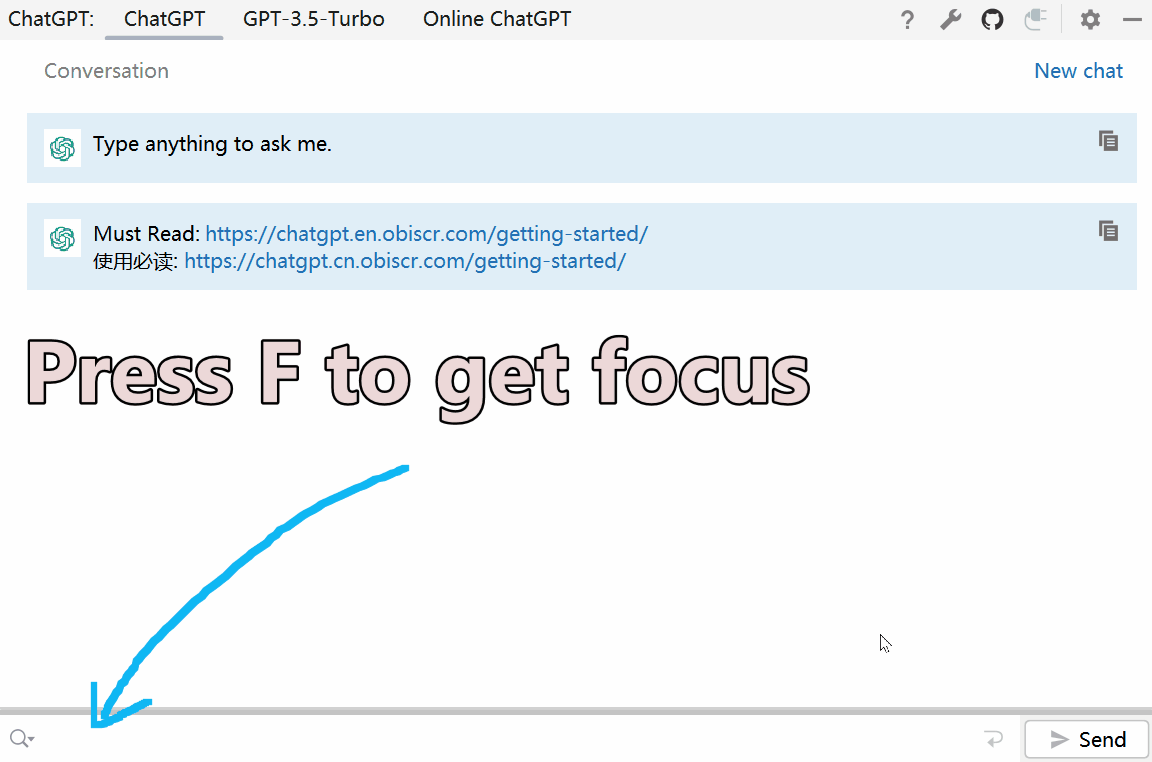 ChatGPT: ChatGPT GPT-3.5-Turbo Online ChatGPT
Conversation New chat
Type anything to ask me.
Must Read: https://chatgpt.en.obiscr.com/getting-started/
使用必读: https://chatgpt.cn.obiscr.com/getting-started/
Press F to get focus
Send